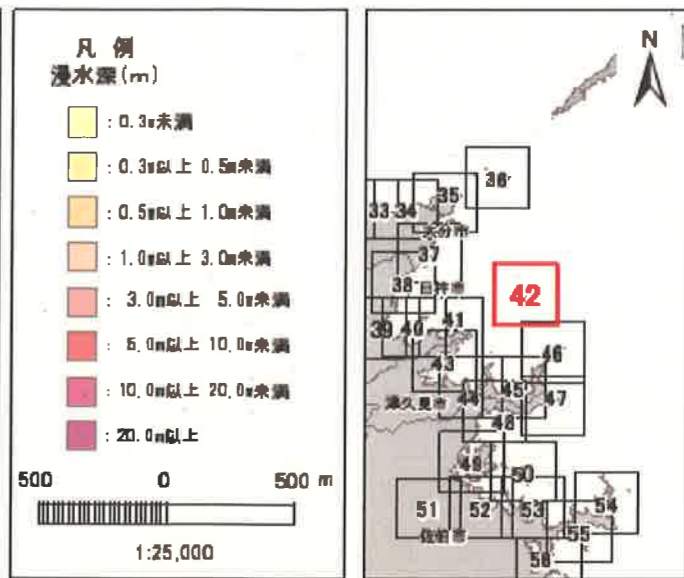 凡 例
浸水深(m)
: 0.3m未満
: 0.3m以上 0.5m未満
: 0.5m以上 1.0m未満
: 1.0m以上 3.0m未満
: 3.0m以上 5.0m未満
: 5.0m以上 10.0m未満
: 10.0m以上 20.0m未満
: 20.0m以上
500 0 500 m
1:25,000
N
36
35
33 34
大分市
37
38 臼杵市
42
39 40 41
43
46
45
津久見市 44 47
48
49
50
51 52 53 54
佐伯市 55
56